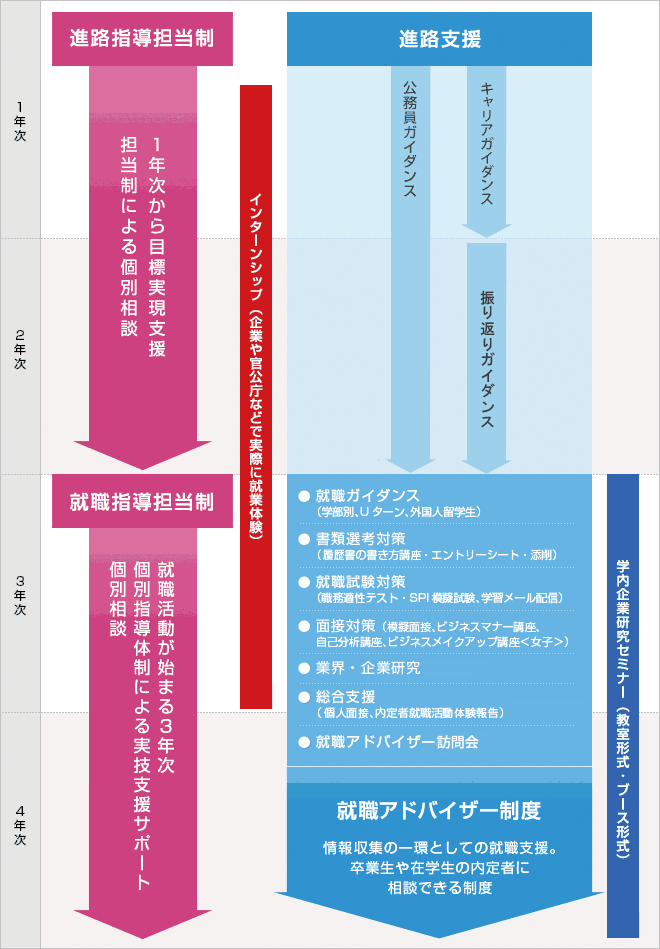 進路指導担当制
進路支援
1年次
2年次
3年次
4年次
1年次から目標実現支援
担当制による個別相談
インターンシップ（企業や官公庁などで実際に就業体験）
公務員ガイダンス
キャリアガイダンス
振り返りガイダンス
就職指導担当制
就職活動が始まる3年次
個別指導体制による実技支援サポート
個別相談
●就職ガイダンス
（学部別、Uターン、外国人留学生）
●書類選考対策
（履歴書の書き方講座・エントリーシート・添削）
●就職試験対策
（職務適性テスト・SPI模擬試験、学習メール配信）
●面接対策（模擬面接、ビジネスマナー講座、
自己分析講座、ビジネスメイクアップ講座＜女子＞）
●業界・企業研究
●総合支援
（個人面接、内定者就職活動体験報告）
●就職アドバイザー訪問会
就職アドバイザー制度
情報収集の一環としての就職支援。
卒業生や在学生の内定者に
相談できる制度
学内企業研究セミナー（教室形式・ブース形式）